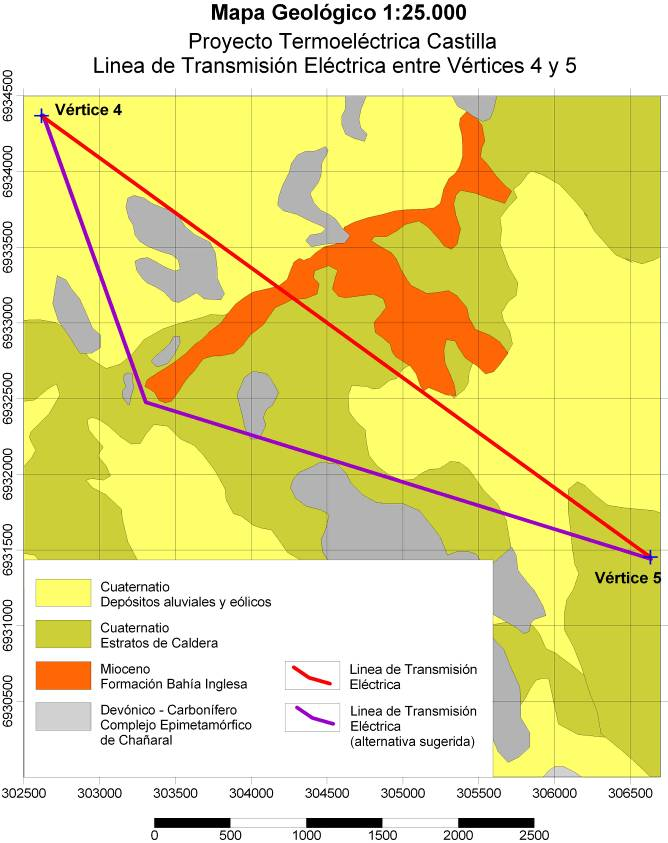 Mapa Geológico 1:25.000
Proyecto Termoeléctrica Castilla
Linea de Transmisión Eléctrica entre Vértices 4 y 5
6934500
6934000
6933500
6933000
6932500
6932000
6931500
6931000
6930500
Vértice 4
Vértice 5
Cuaternatio
Depósitos aluviales y eólicos
Cuaternatio
Estratos de Caldera
Mioceno
Formación Bahía Inglesa
Devónico - Carbonífero
Complejo Epimetamórfico
de Chañaral
Linea de Transmisión
Eléctrica
Linea de Transmisión
Eléctrica
(alternativa sugerida)
302500 303000 303500 304000 304500 305000 305500 306000 306500
0 500 1000 1500 2000 2500